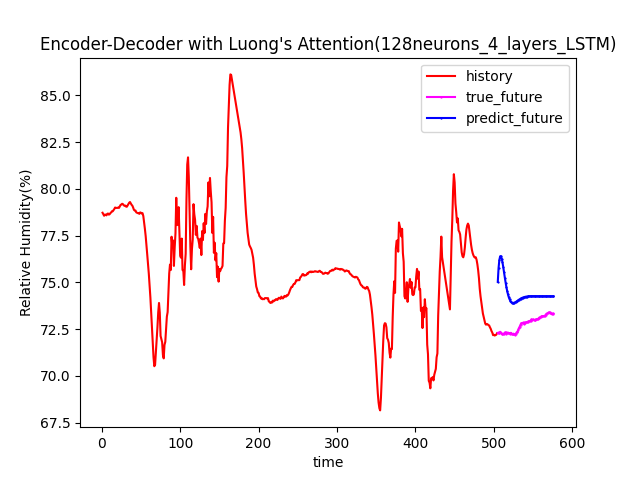 Encoder-Decoder with Luong's Attention(128neurons_4_layers_LSTM)
history
true_future
predict_future
Relative Humidity(%)
85.0
82.5
80.0
77.5
75.0
72.5
70.0
67.5
0 100 200 300 400 500 600
time